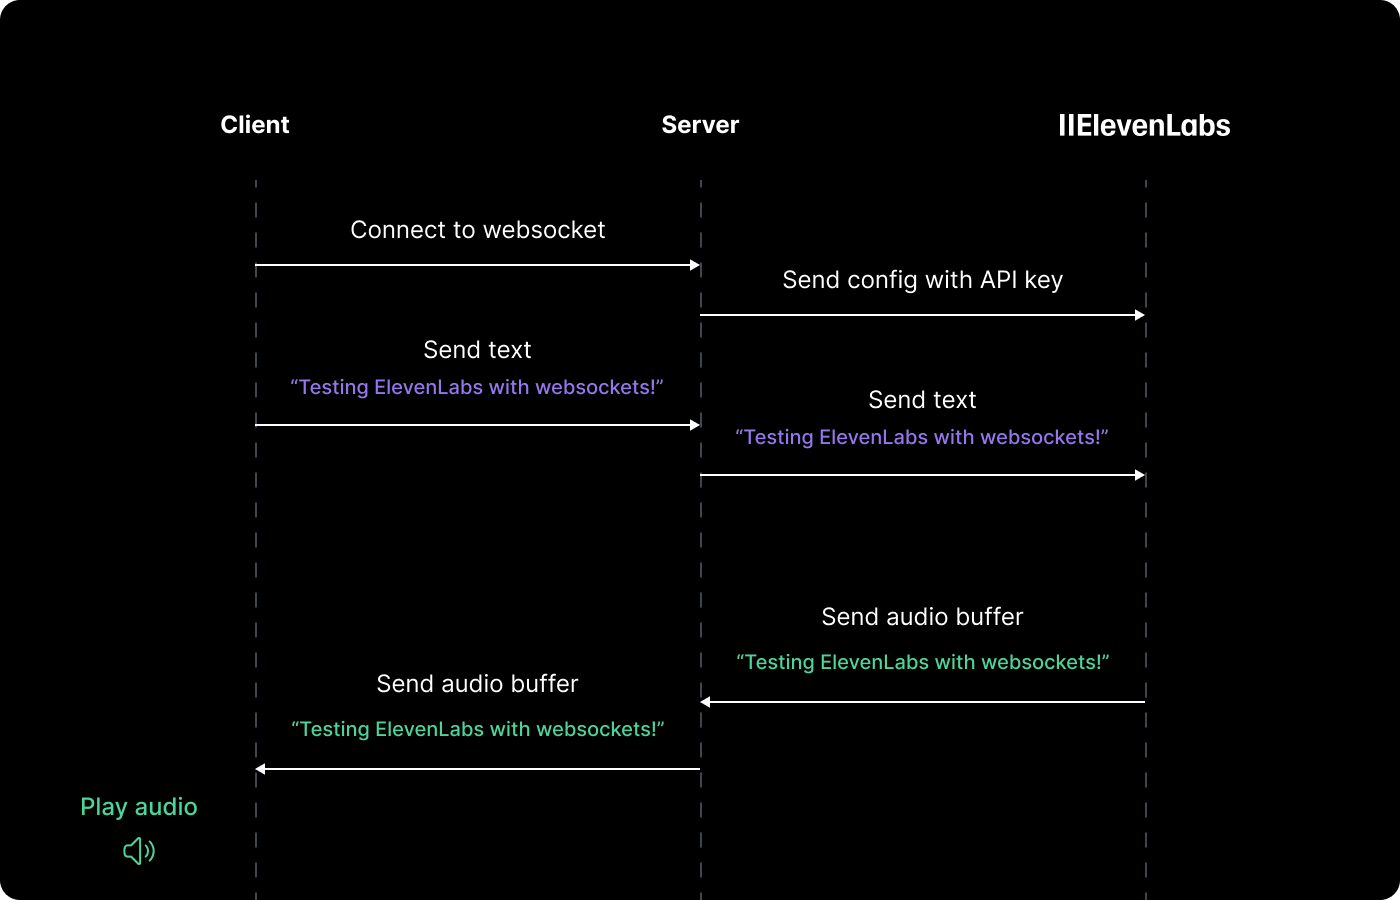 Client
Server
IIElevenLabs
Connect to websocket
Send config with API key
Send text
“Testing ElevenLabs with websockets!”
Send text
“Testing ElevenLabs with websockets!”
Send audio buffer
“Testing ElevenLabs with websockets!”
Send audio buffer
“Testing ElevenLabs with websockets!”
Play audio